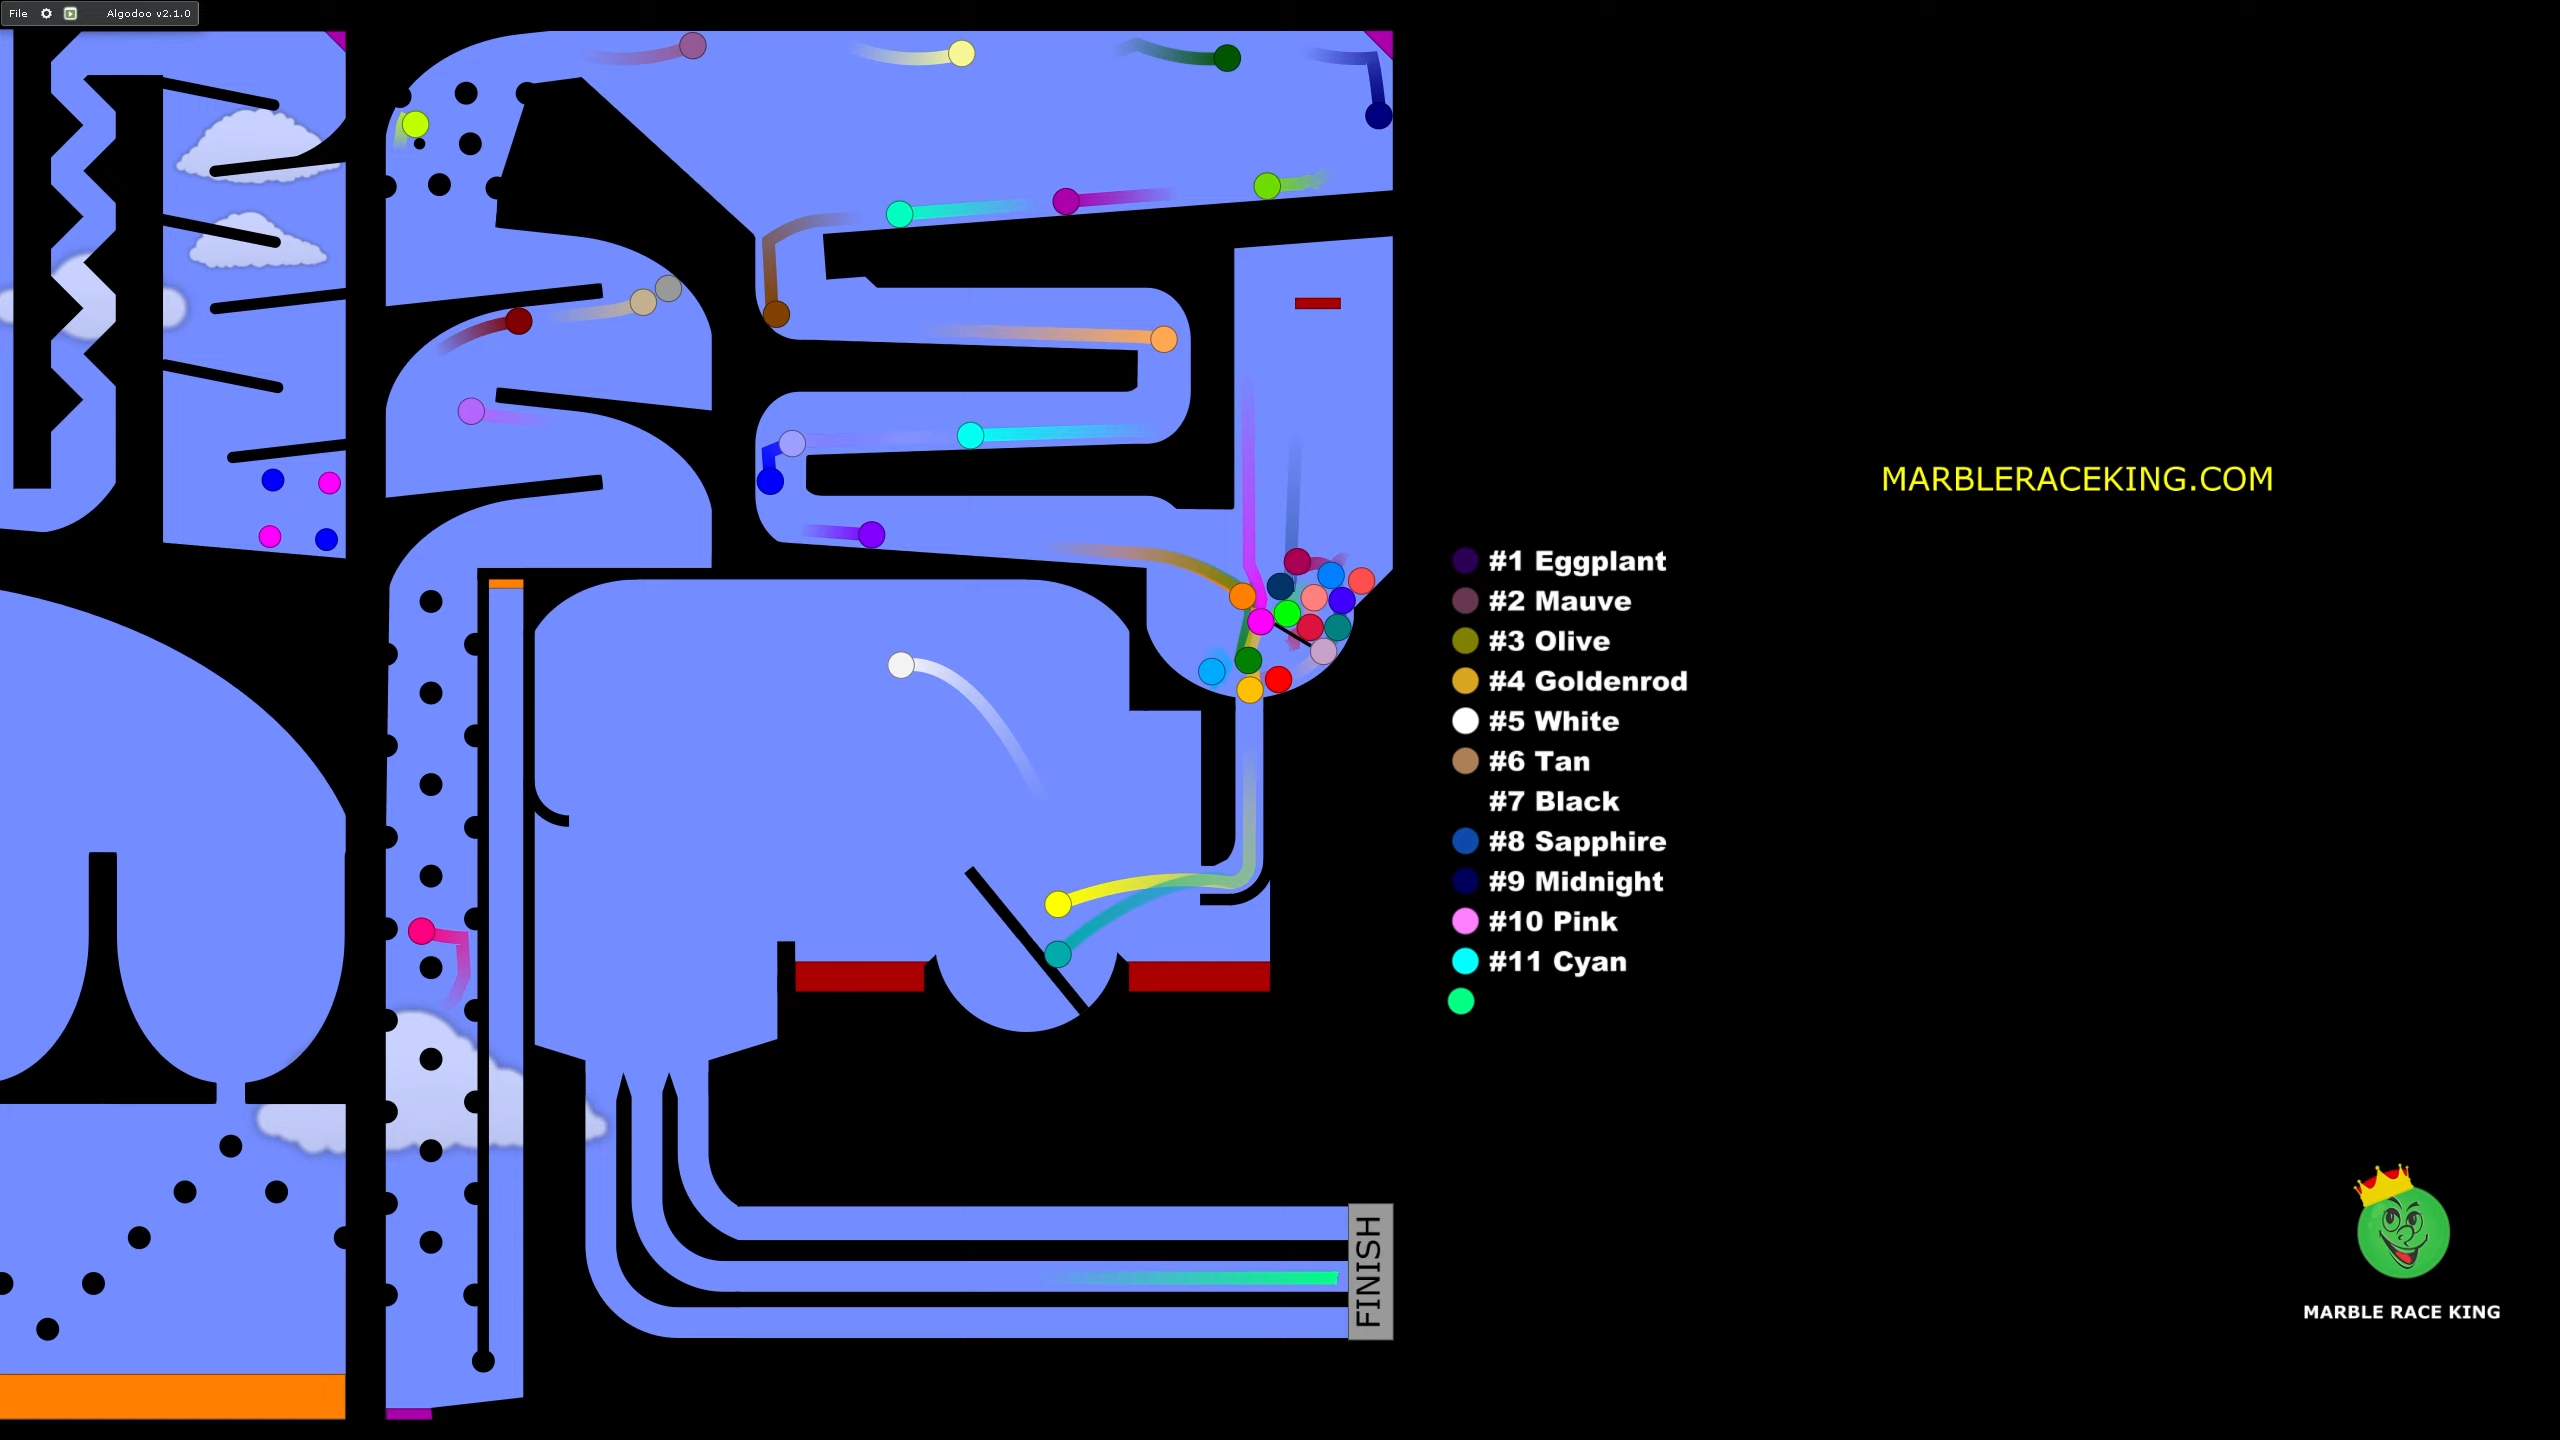 File Algodoo v2.1.0
MARBLERACEKING.COM
#1 Eggplant
#2 Mauve
#3 Olive
#4 Goldenrod
#5 White
#6 Tan
#7 Black
#8 Sapphire
#9 Midnight
#10 Pink
#11 Cyan
FINISH
MARBLE RACE KING